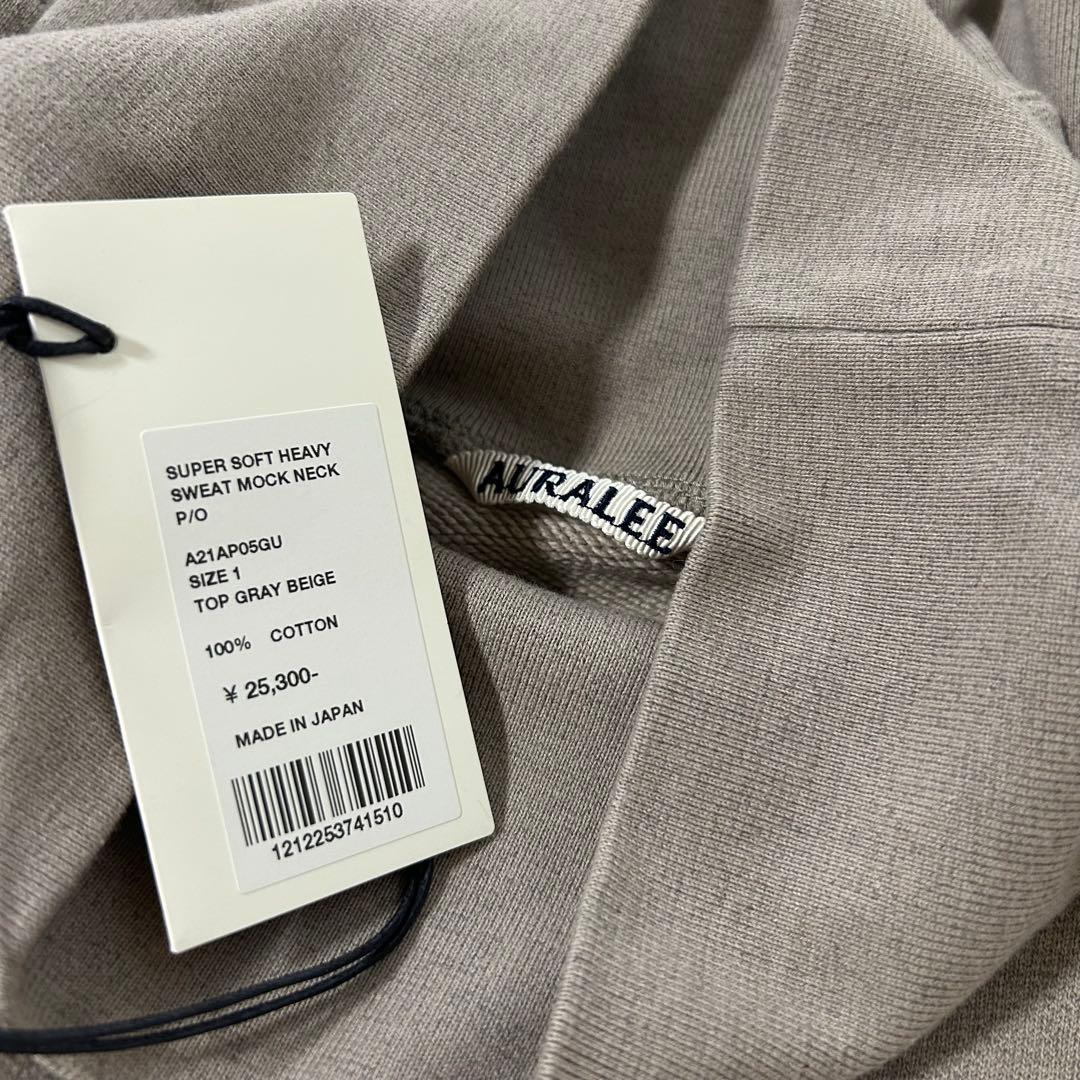 SUPER SOFT HEAVY
SWEAT MOCK NECK
P/O
A21AP05GU
SIZE 1
TOP GRAY BEIGE
100% COTTON
¥ 25,300-
MADE IN JAPAN
1212253741510
AURALEE